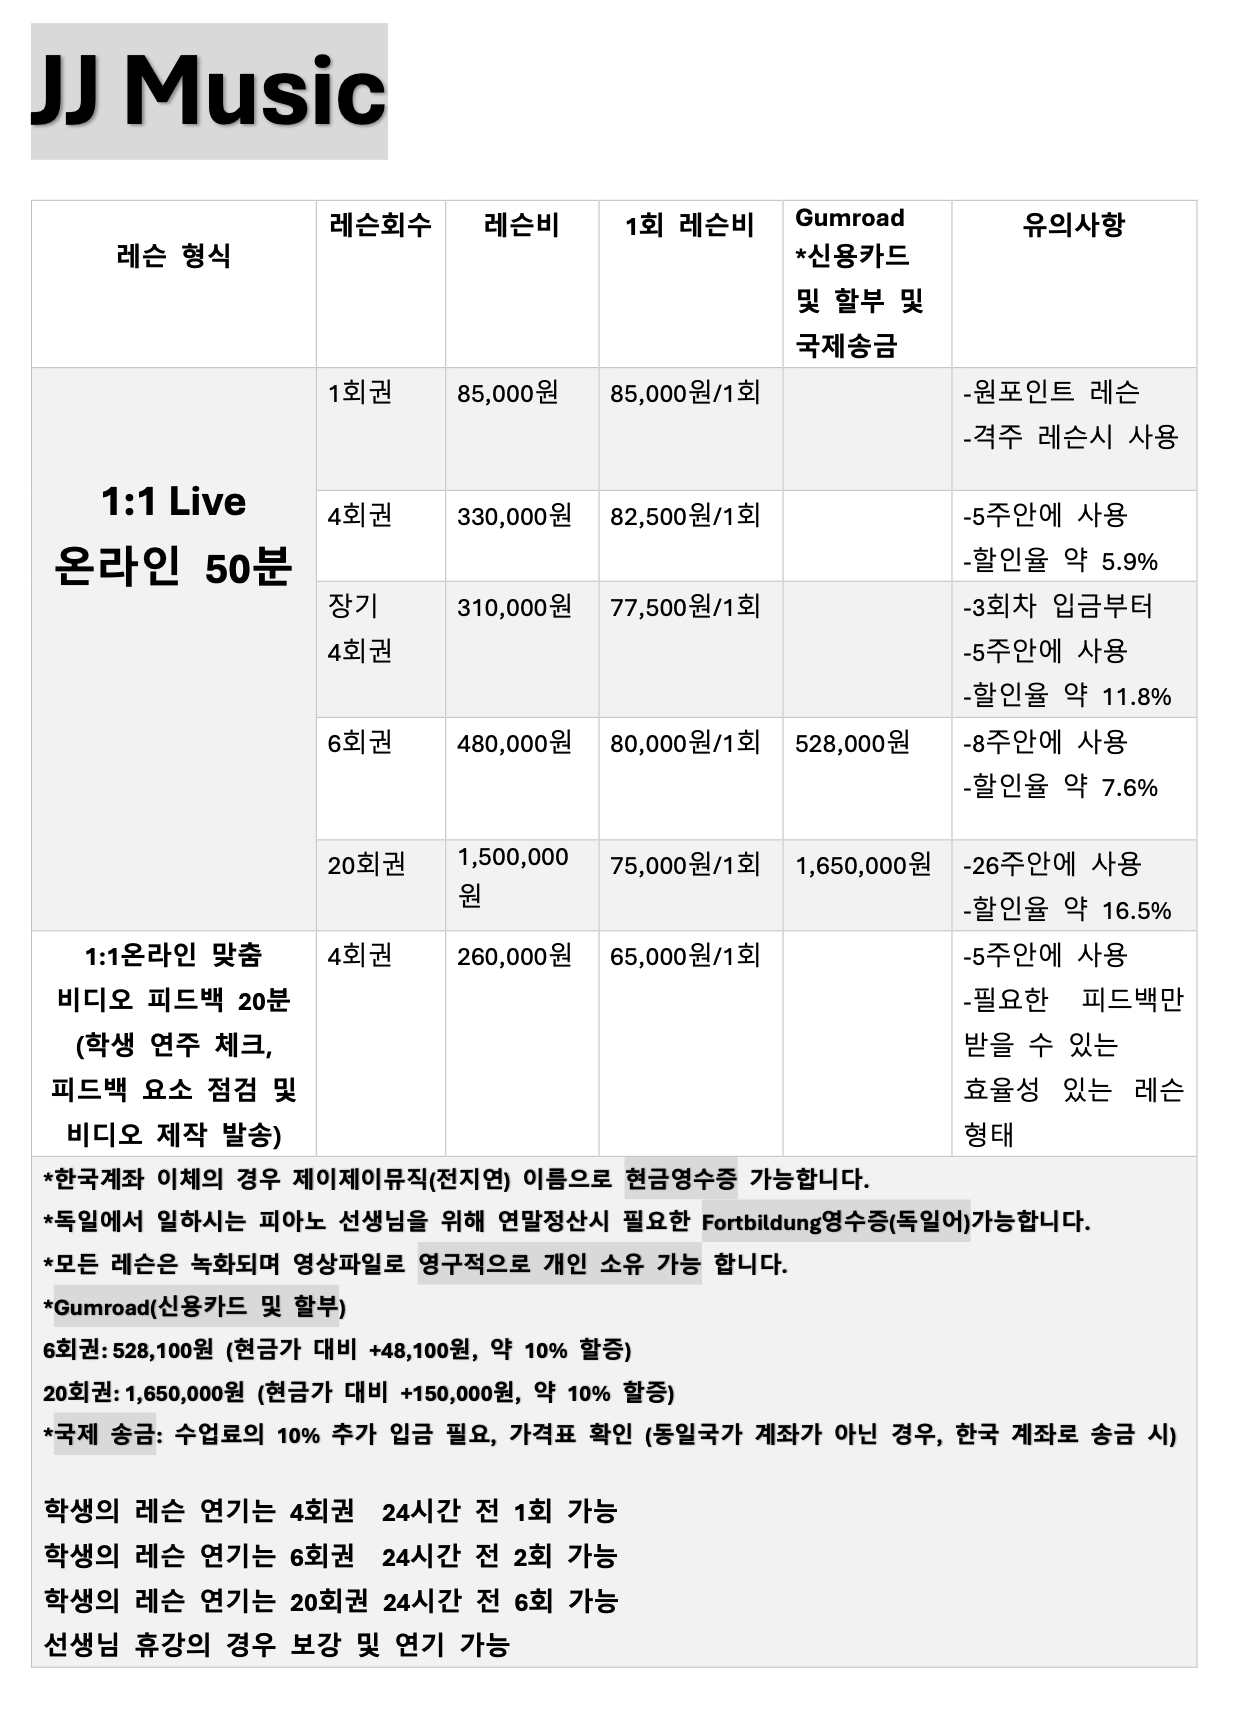 JJ Music
레슨 형식
레슨회수
레슨비
1회 레슨비
Gumroad
*신용카드
및 할부 및
국제송금
유의사항
1:1 Live
온라인 50분
1회권
85,000원
85,000원/1회
-원포인트 레슨
-격주 레슨시 사용
4회권
330,000원
82,500원/1회
-5주안에 사용
-할인율 약 5.9%
장기
4회권
310,000원
77,500원/1회
-3회차 입금부터
-5주안에 사용
-할인율 약 11.8%
6회권
480,000원
80,000원/1회
528,000원
-8주안에 사용
-할인율 약 7.6%
20회권
1,500,000
원
75,000원/1회
1,650,000원
-26주안에 사용
-할인율 약 16.5%
1:1온라인 맞춤
비디오 피드백 20분
(학생 연주 체크,
피드백 요소 점검 및
비디오 제작 발송)
4회권
260,000원
65,000원/1회
-5주안에 사용
-필요한 피드백만
받을 수 있는
효율성 있는 레슨
형태
*한국계좌 이체의 경우 제이제이뮤직(전지연) 이름으로 현금영수증 가능합니다.
*독일에서 일하시는 피아노 선생님을 위해 연말정산시 필요한 Fortbildung영수증(독일어)가능합니다.
*모든 레슨은 녹화되며 영상파일로 영구적으로 개인 소유 가능 합니다.
*Gumroad(신용카드 및 할부)
6회권: 528,100원 (현금가 대비 +48,100원, 약 10% 할증)
20회권: 1,650,000원 (현금가 대비 +150,000원, 약 10% 할증)
*국제 송금: 수업료의 10% 추가 입금 필요, 가격표 확인 (동일국가 계좌가 아닌 경우, 한국 계좌로 송금 시)
학생의 레슨 연기는 4회권 24시간 전 1회 가능
학생의 레슨 연기는 6회권 24시간 전 2회 가능
학생의 레슨 연기는 20회권 24시간 전 6회 가능
선생님 휴강의 경우 보강 및 연기 가능